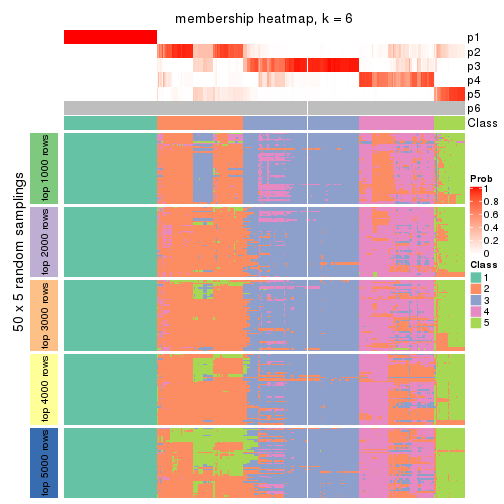 membership heatmap, k = 6
p1
p2
p3
p4
p5
p6
Class
50 x 5 random samplings
top 1000 rows
top 2000 rows
top 3000 rows
top 4000 rows
top 5000 rows
Prob
1
0.8
0.6
0.4
0.2
0
Class
1
2
3
4
5